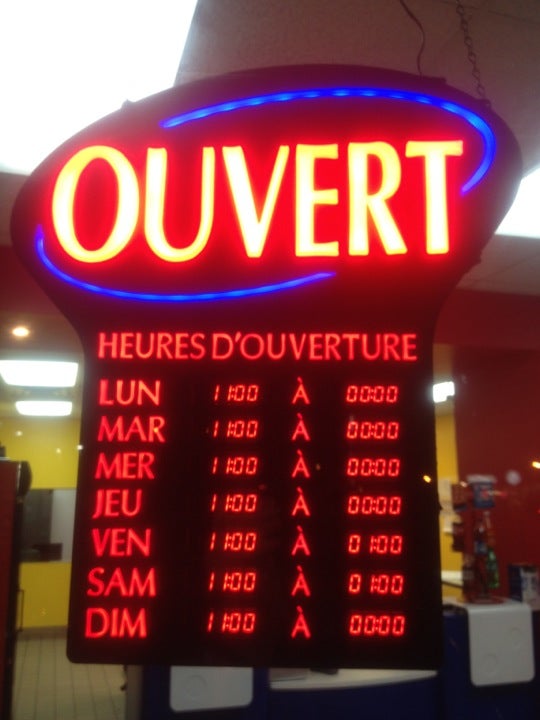 OUVERT
HEURES D'OUVERTURE
LUN 11:00 À 00:00
MAR 11:00 À 00:00
MER 11:00 À 00:00
JEU 11:00 À 00:00
VEN 11:00 À 01:00
SAM 11:00 À 01:00
DIM 11:00 À 00:00